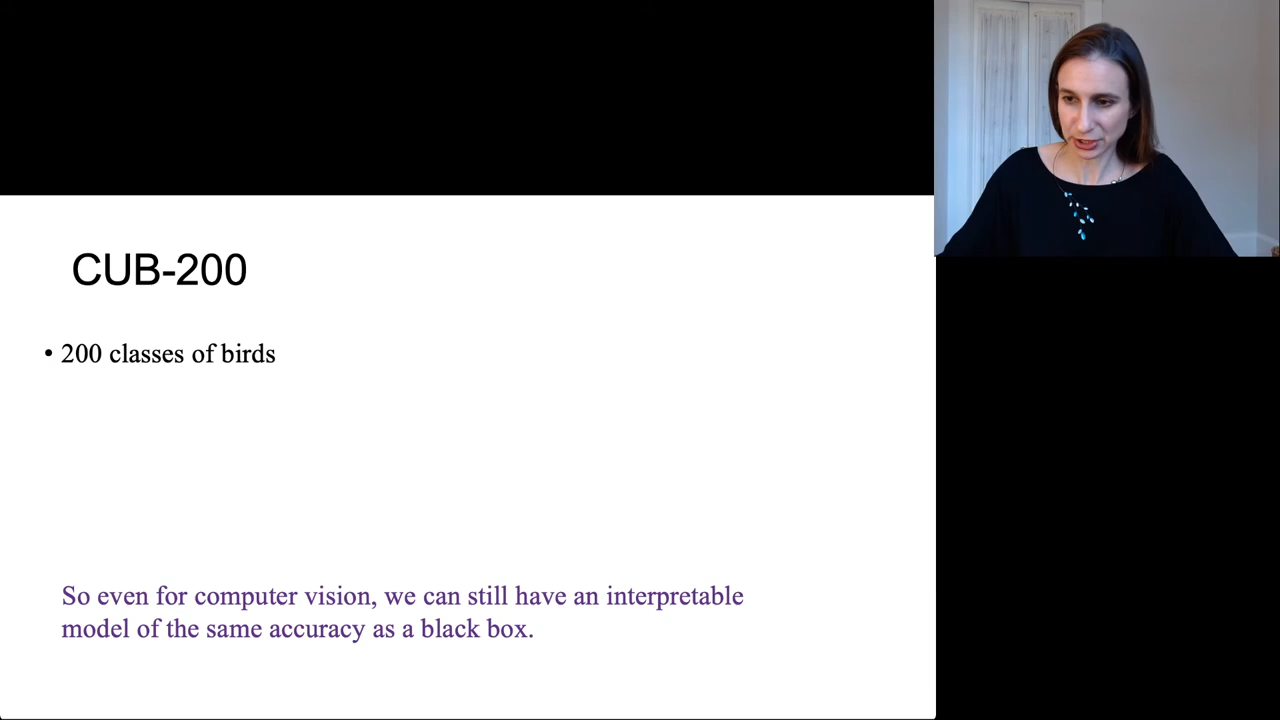 CUB-200
• 200 classes of birds
So even for computer vision, we can still have an interpretable
model of the same accuracy as a black box.